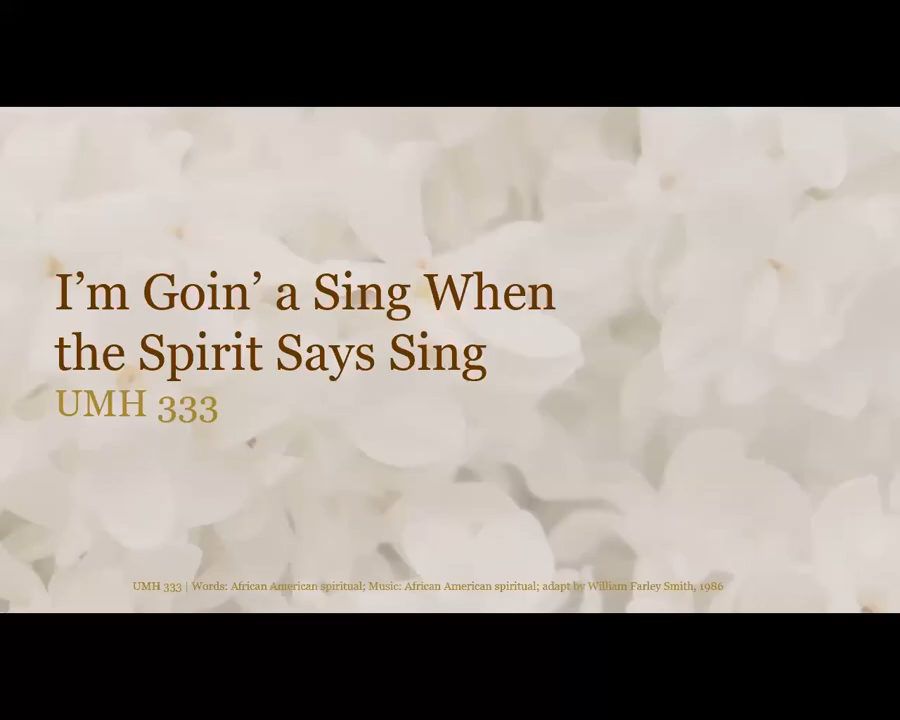 I’m Goin’ a Sing When
the Spirit Says Sing
UMH 333
UMH 333 | Words: African American spiritual; Music: African American spiritual; adapt by William Farley Smith, 1986